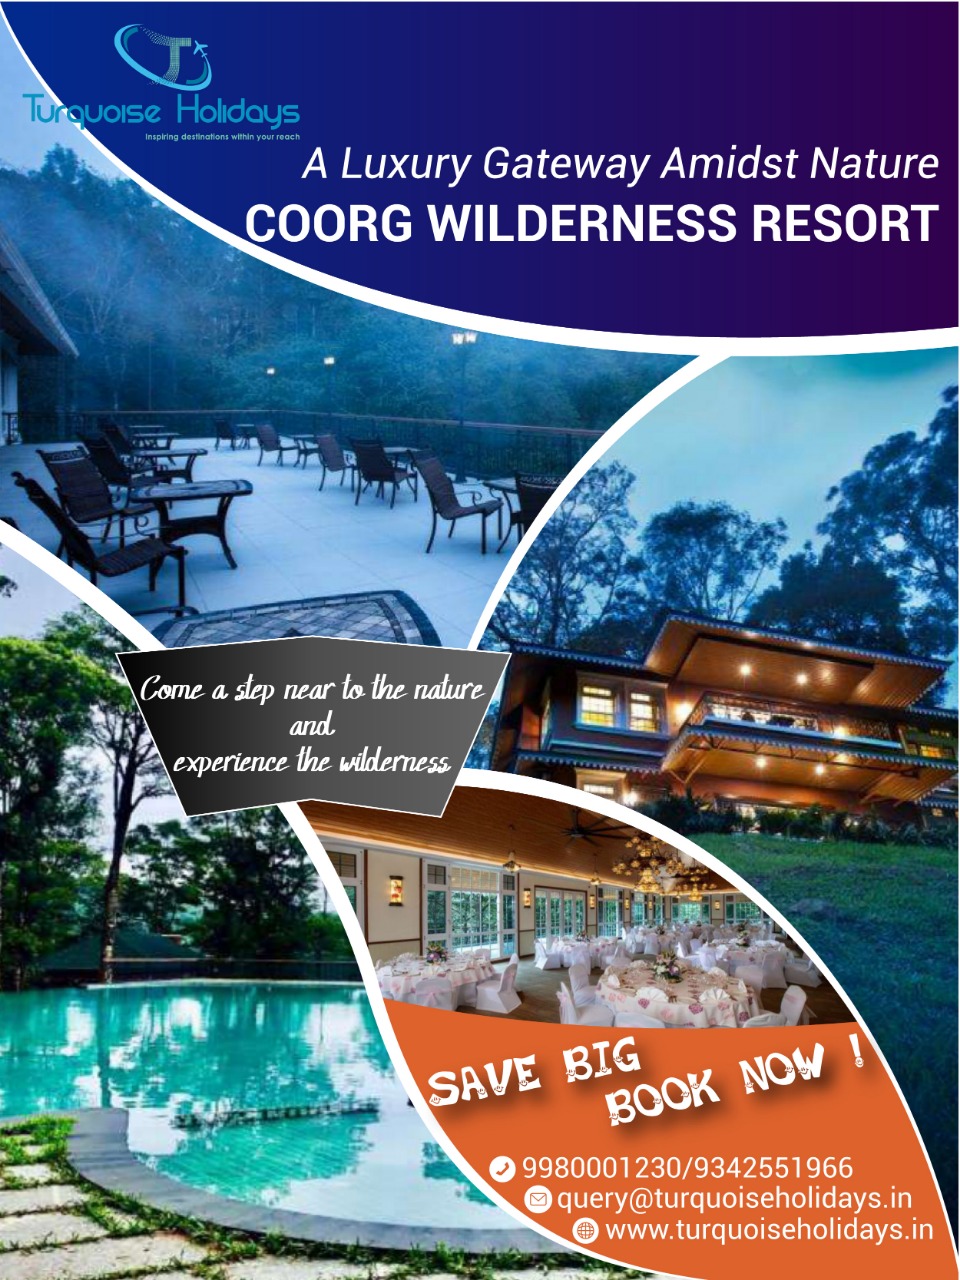 Turquoise Holidays
Inspiring destinations within your reach
A Luxury Gateway Amidst Nature
COORG WILDERNESS RESORT
Come a step near to the nature
and
experience the wilderness.
SAVE BIG
BOOK NOW !
9980001230/9342551966
query@turquoiseholidays.in
www.turquoiseholidays.in